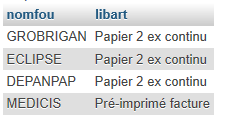 nomfou libart
GROBRIGAN Papier 2 ex continu
ECLIPSE Papier 2 ex continu
DEPANPAP Papier 2 ex continu
MEDICIS Pré-imprimé facture